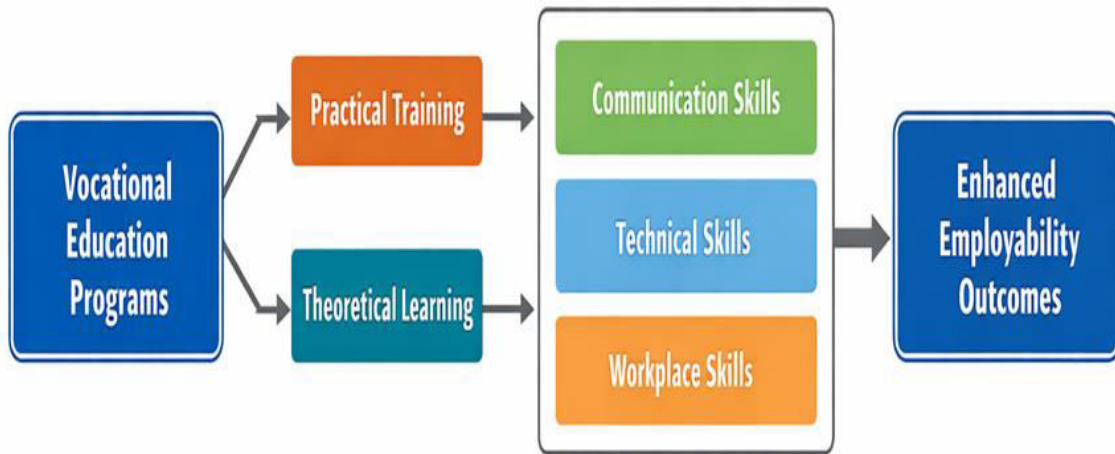 Vocational
Education
Programs
Practical Training
Theoretical Learning
Communication Skills
Technical Skills
Workplace Skills
Enhanced
Employability
Outcomes